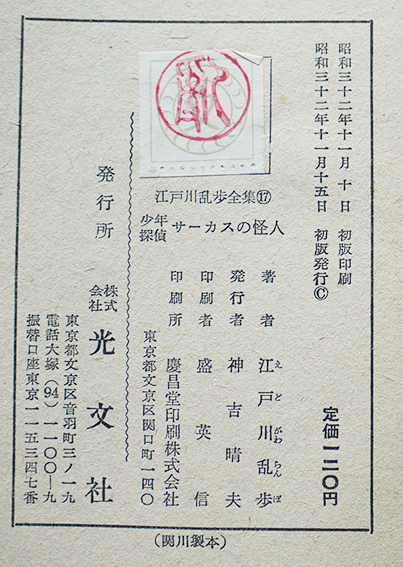 昭和三十二年十一月 十日 初版印刷
昭和三十二年十一月十五日 初版発行Ⓒ
定価一二〇円
江戸川乱歩全集⑰
少年探偵 サーカスの怪人
著者 江戸川乱歩
えどがわらんぽ
発行者 神吉晴夫
印刷者 盛英信
印刷所 慶昌堂印刷株式会社
東京都文京区関口町一四〇
発行所 株式会社 光文社
東京都文京区音羽町三ノ一九
電話大塚(94)一一〇〇―九
振替口座東京一一五三四七番
(関川製本)